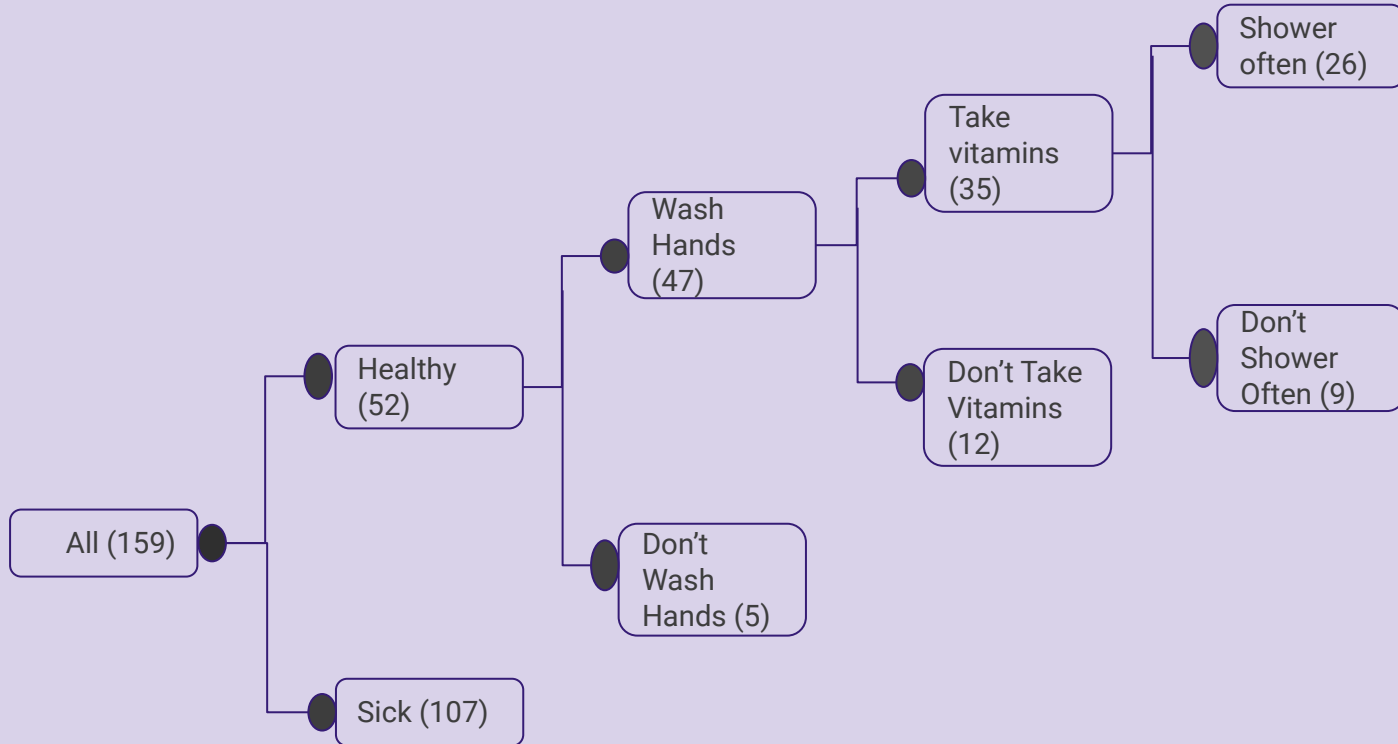 Shower
often (26)
Take
vitamins
(35)
Wash
Hands
(47)
Don't
Shower
Often (9)
Healthy
(52)
Don't Take
Vitamins
(12)
All (159)
Don't
Wash
Hands (5)
Sick (107)